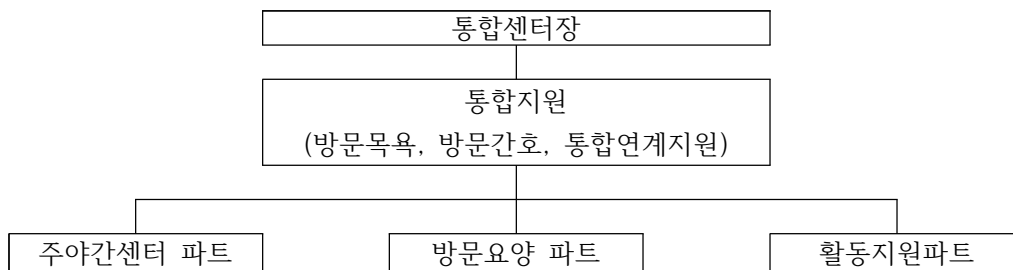 통합센터장
통합지원
(방문목욕, 방문간호, 통합연계지원)
주야간센터 파트
방문요양 파트
활동지원파트